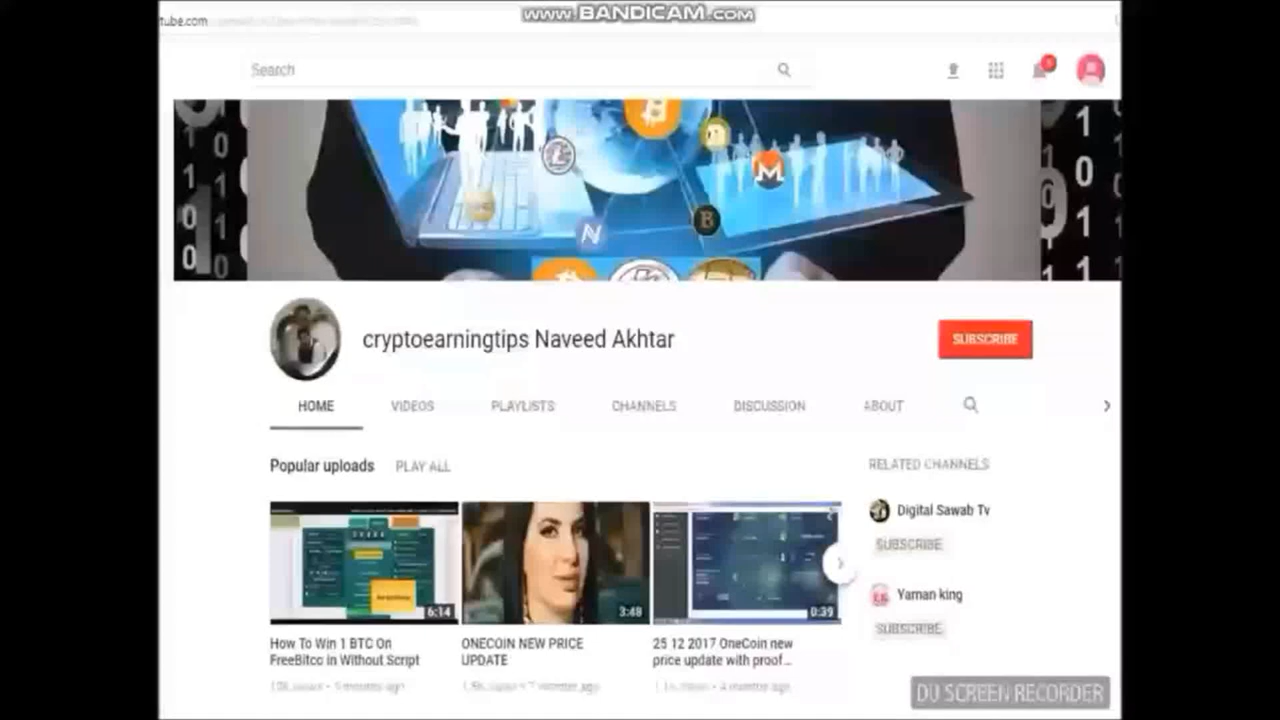 www.BANDICAM.com
tube.com
Search
cryptoearningtips Naveed Akhtar
SUBSCRIBE
HOME VIDEOS PLAYLISTS CHANNELS DISCUSSION ABOUT
Popular uploads PLAY ALL
6:14
3:48
0:39
How To Win 1 BTC On
FreeBitco in Without Script
ONECOIN NEW PRICE
UPDATE
25 12 2017 OneCoin new
price update with proof...
RELATED CHANNELS
Digital Sawab Tv
SUBSCRIBE
Yaman king
SUBSCRIBE
DU SCREEN RECORDER